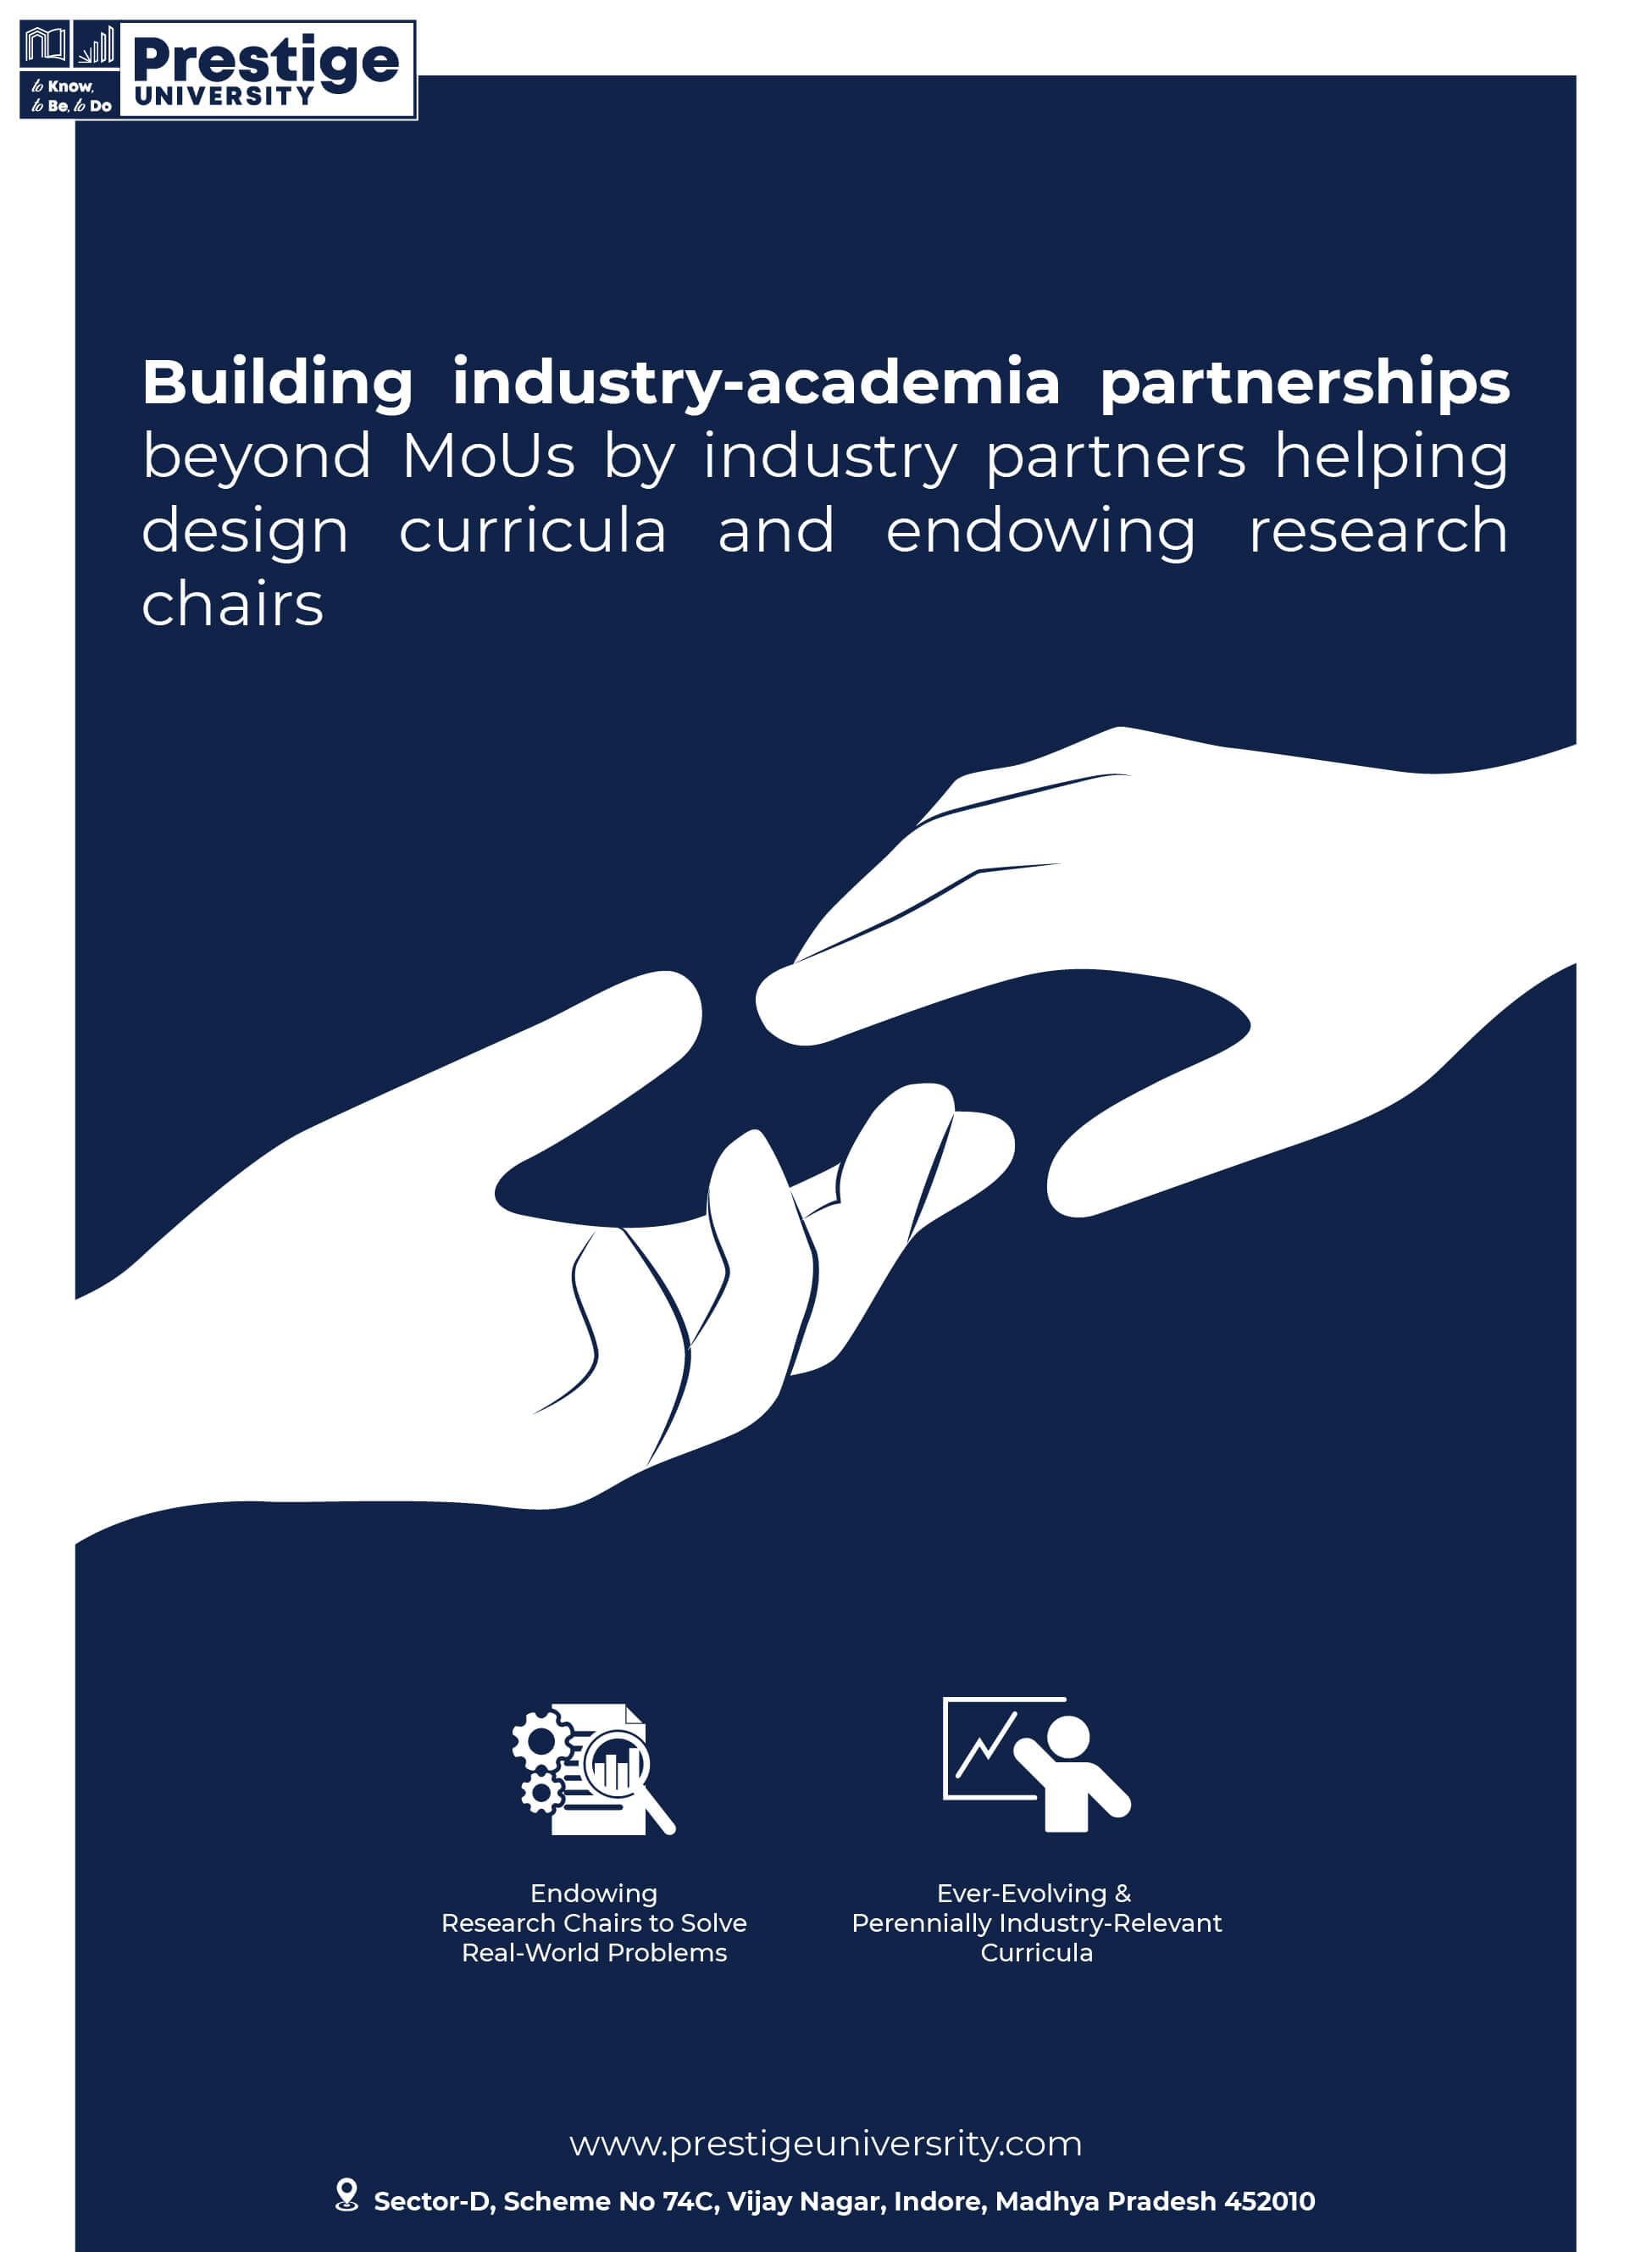 to Know,
to Be, to Do
Prestige
UNIVERSITY
Building industry-academia partnerships
beyond MoUs by industry partners helping
design curricula and endowing research
chairs
Endowing
Research Chairs to Solve
Real-World Problems
Ever-Evolving &
Perennially Industry-Relevant
Curricula
www.prestigeuniversrity.com
Sector-D, Scheme No 74C, Vijay Nagar, Indore, Madhya Pradesh 452010